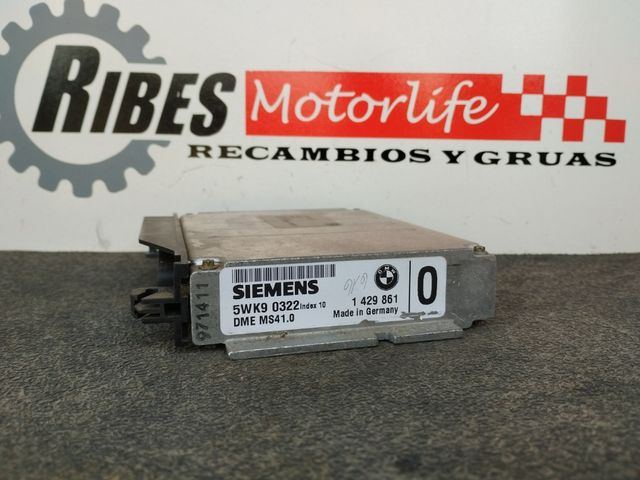 RIBES Motorlife
RECAMBIOS Y GRUAS
SIEMENS
5WK9 0322 Index 10
DME MS41.0
BMW
1 429 861
Made in Germany
0
971411